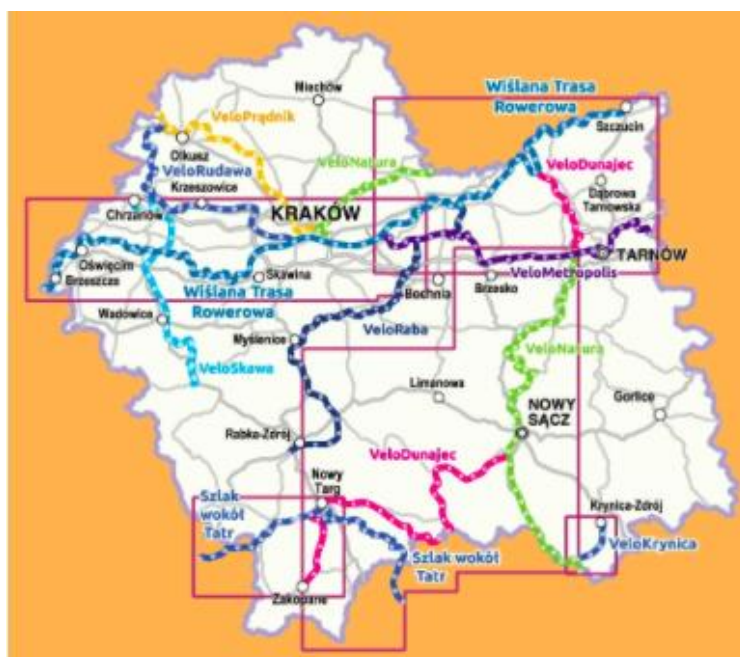 Miechów
Wiślana Trasa
Rowerowa
VeloPrądnik
Szczucin
Olkusz
VeloNatura
VeloDunajec
VeloRudawa
Krzeszowice
Dąbrowa
Tarnowska
Chrzanów
KRAKÓW
TARNÓW
Oświęcim
Brzeszcze
Skawina
VeloMetropolis
Wiślana Trasa
Rowerowa
Bochnia
Brzesko
Wadowice
VeloRaba
Myślenice
VeloNatura
VeloSkawa
Limanowa
Gorlice
NOWY
SĄCZ
Rabka-Zdrój
VeloDunajec
Nowy
Targ
Szlak
wokół
Tatr
Krynica-Zdrój
VeloKrynica
Szlak wokół
Tatr
Zakopane